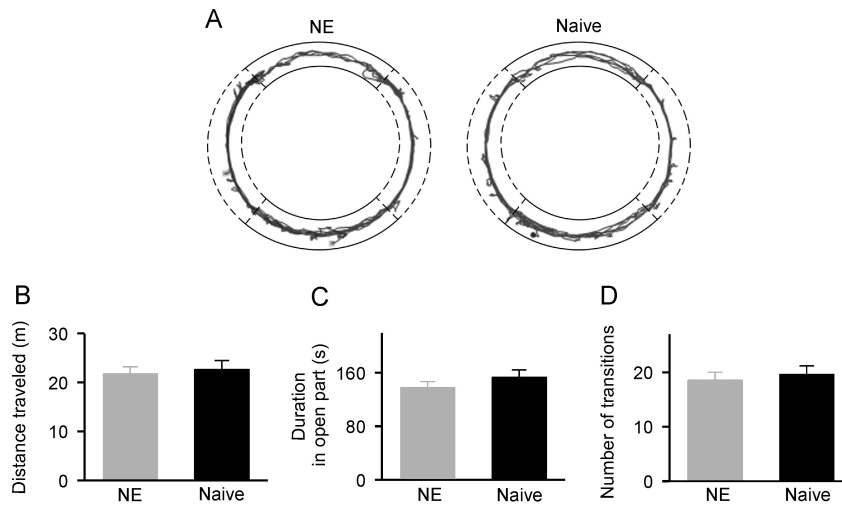 A
NE
Naive
B
Distance traveled (m)
30
20
10
0
NE
Naive
C
Duration
in open part (s)
160
80
0
NE
Naive
D
Number of transitions
20
10
0
NE
Naive